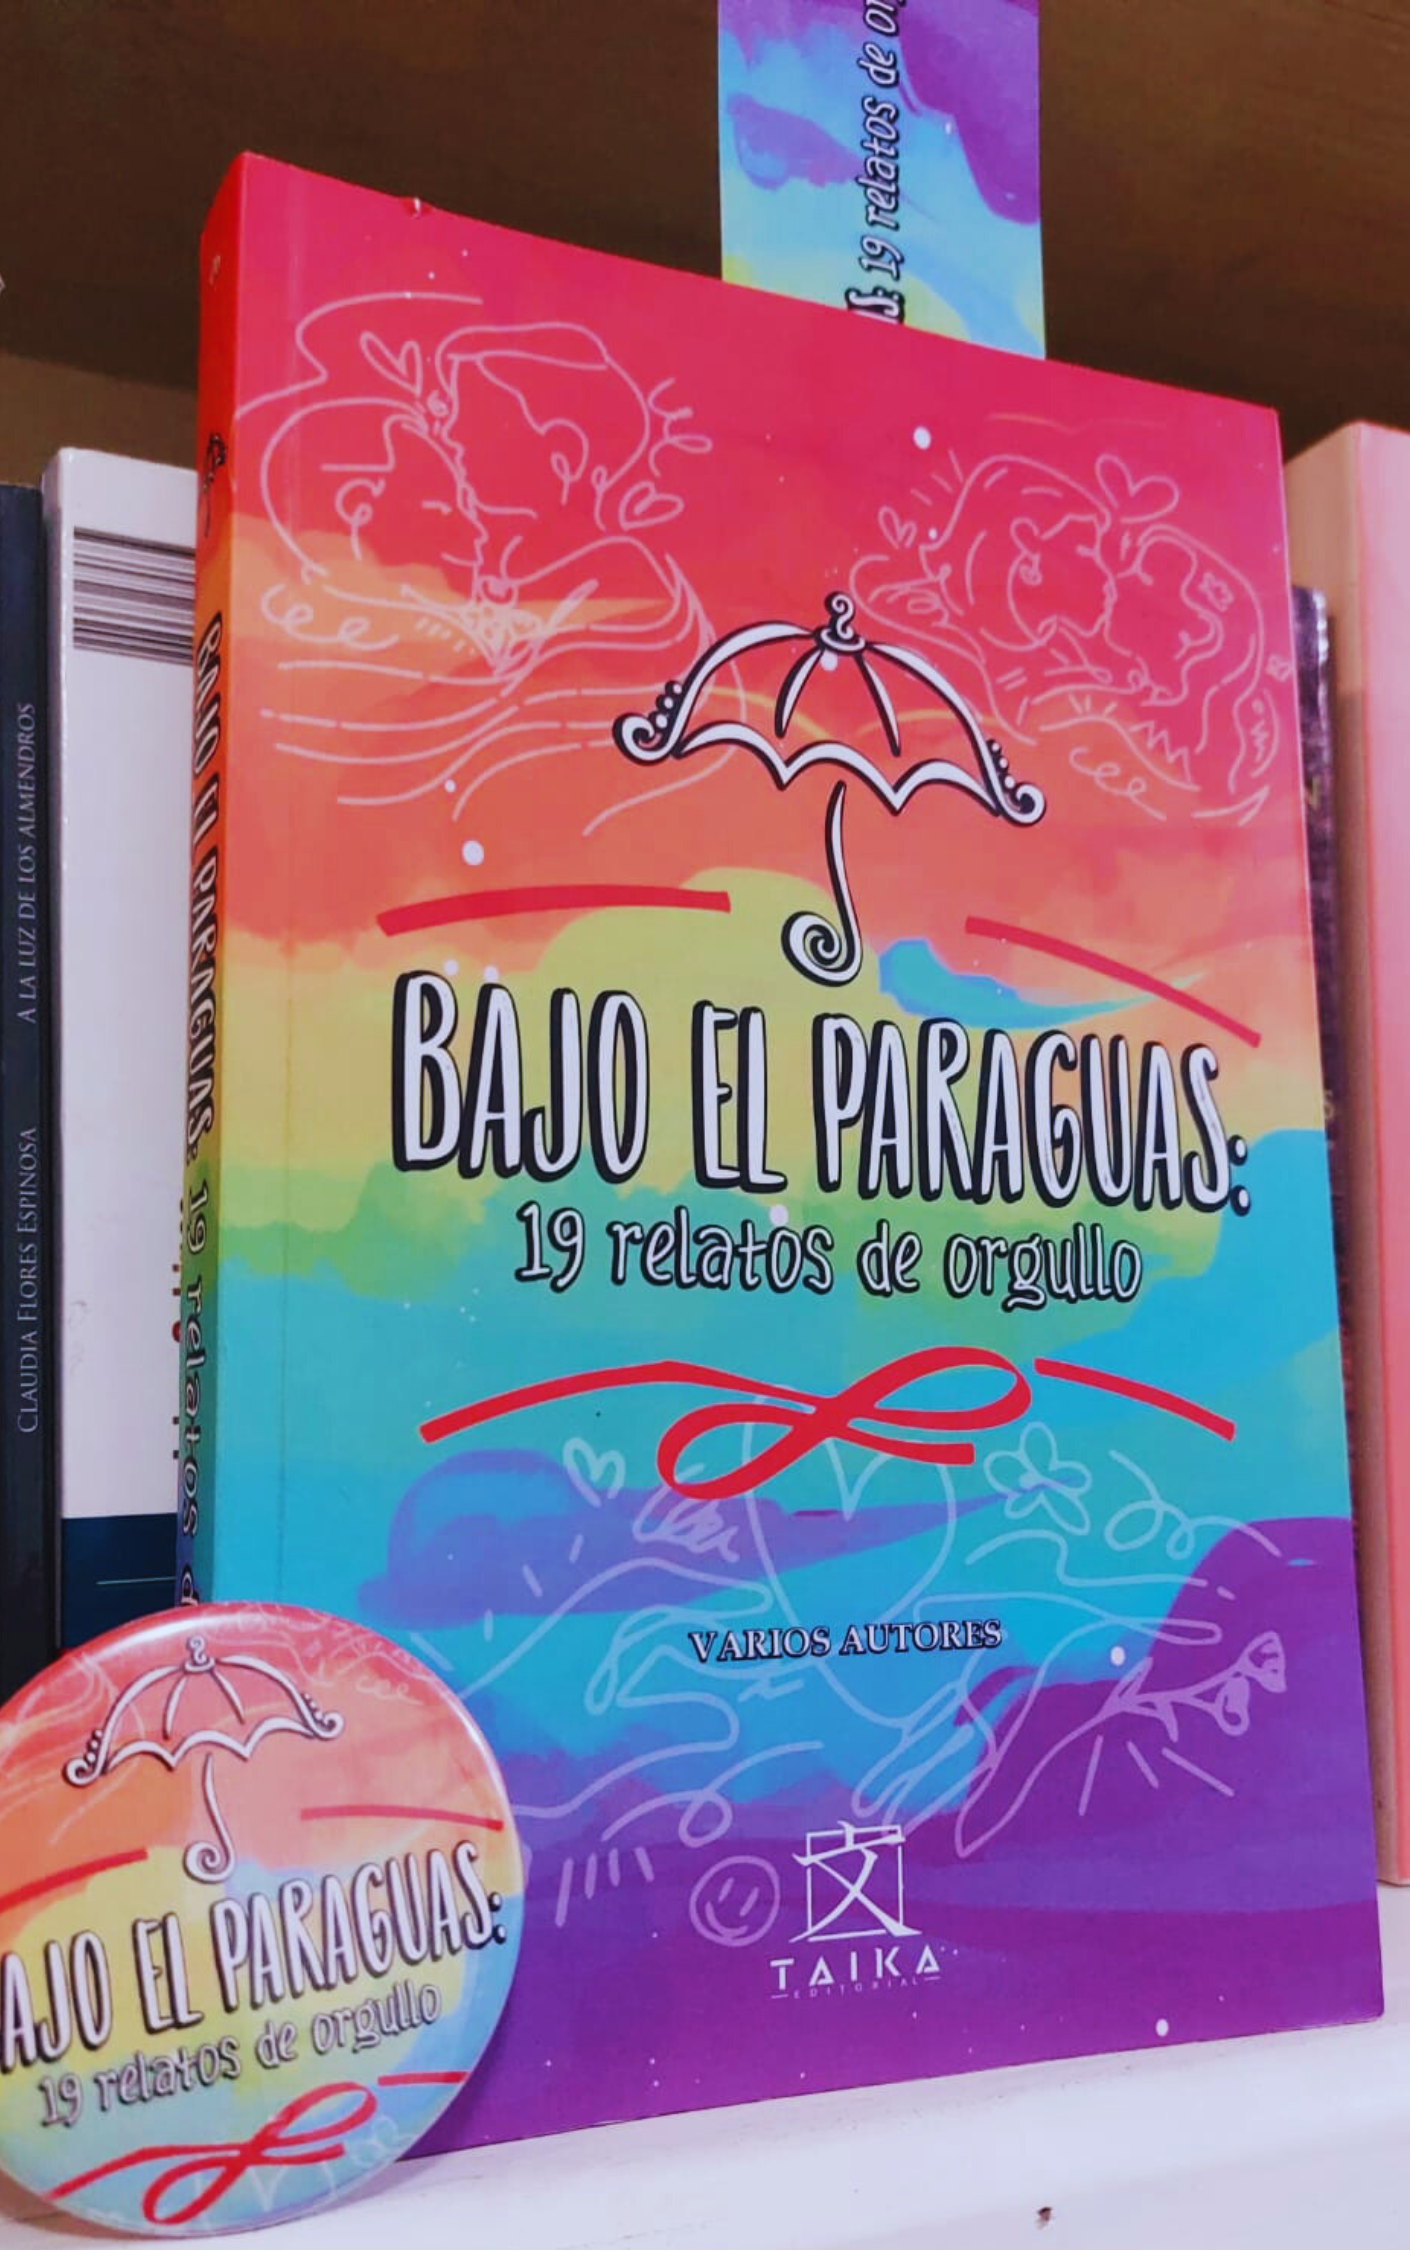 19 relatos de
BAJO EL PARAGUAS:
19 relatos de orgullo
VARIOS AUTORES
TAIKA
EDITORIAL
BAJO EL PARAGUAS: 19 relatos
AJO EL PARAGUAS:
19 relatos de orgullo
CLAUDIA FLORES ESPINOSA A LA LUZ DE LOS ALMENDROS